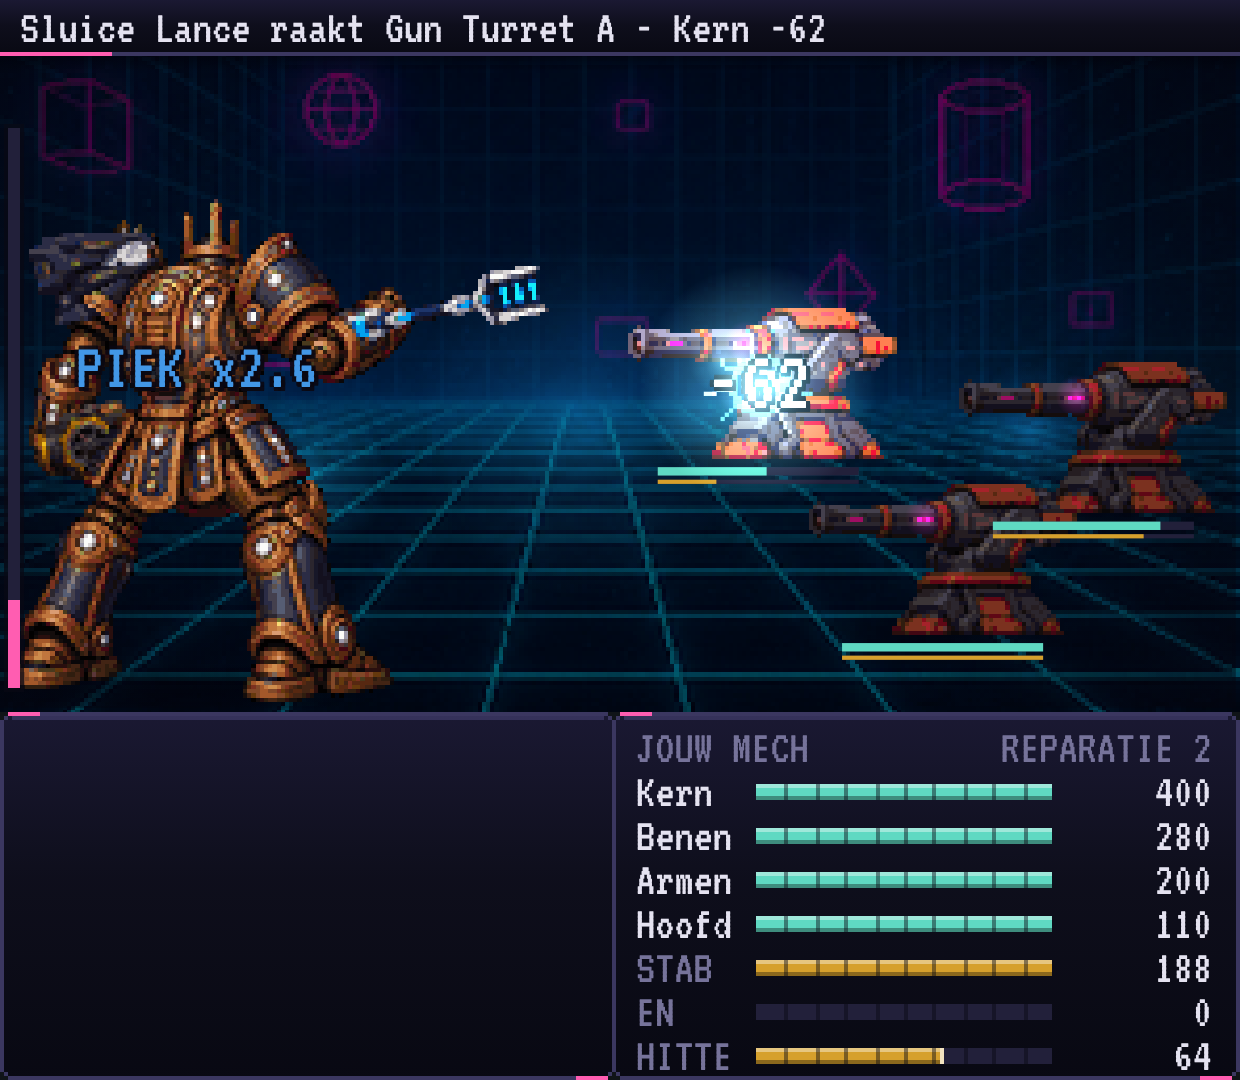 Sluice Lance raakt Gun Turret A - Kern -62
PIEK x2.6
-62
JOUW MECH REPARATIE 2
Kern 400
Benen 280
Armen 200
Hoofd 110
STAB 188
EN 0
HITTE 64